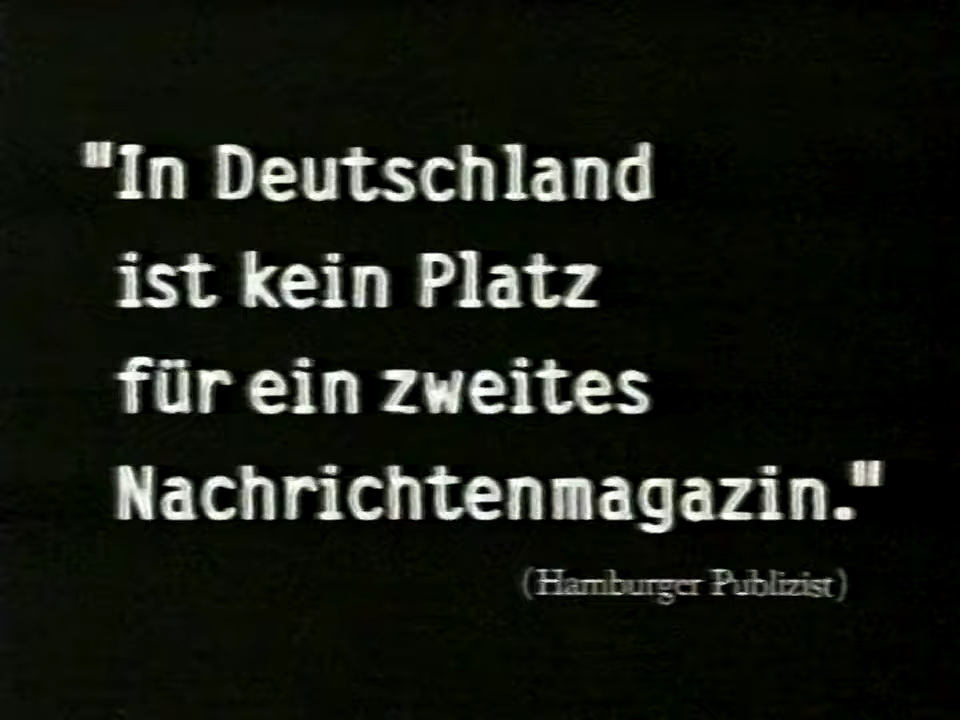 "In Deutschland
ist kein Platz
für ein zweites
Nachrichtenmagazin."
(Hamburger Publizist)